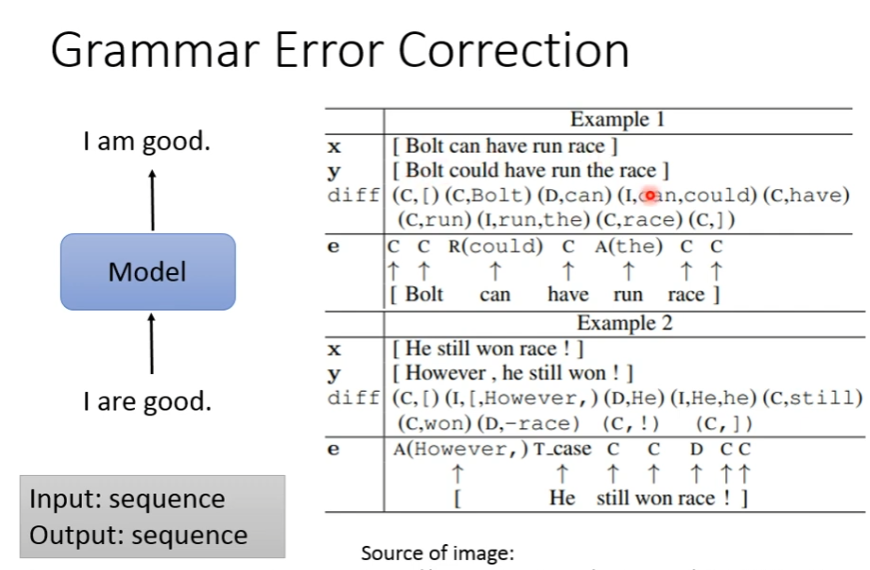 Grammar Error Correction
I am good.
Model
I are good.
Input: sequence
Output: sequence
Example 1
x [ Bolt can have run race ]
y [ Bolt could have run the race ]
diff (C,[) (C,Bolt) (D,can) (I,can,could) (C,have)
(C,run) (I,run,the) (C,race) (C,])
e C C R(could) C A(the) C C
↑ ↑ ↑ ↑ ↑ ↑ ↑
[ Bolt can have run race ]
Example 2
x [ He still won race ! ]
y [ However , he still won ! ]
diff (C,[) (I,[,However,) (D,He) (I,He,he) (C,still)
(C,won) (D,-race) (C,!) (C,])
e A(However,) T_case C C D C C
↑ ↑ ↑ ↑ ↑ ↑ ↑
[ He still won race ! ]
Source of image: